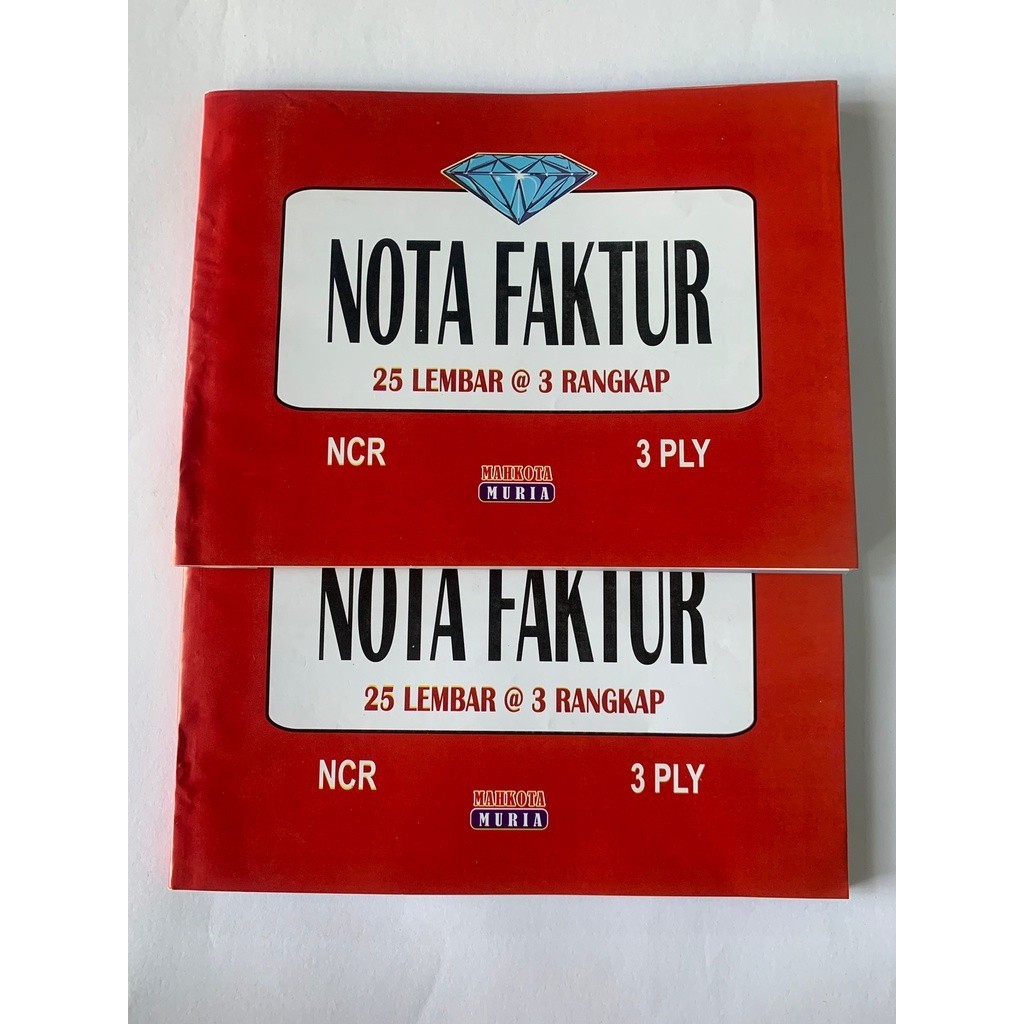 NOTA FAKTUR
25 LEMBAR @ 3 RANGKAP
NCR
3 PLY
MAHKOTA
MURIA
NOTA FAKTUR
25 LEMBAR @ 3 RANGKAP
NCR
3 PLY
MAHKOTA
MURIA